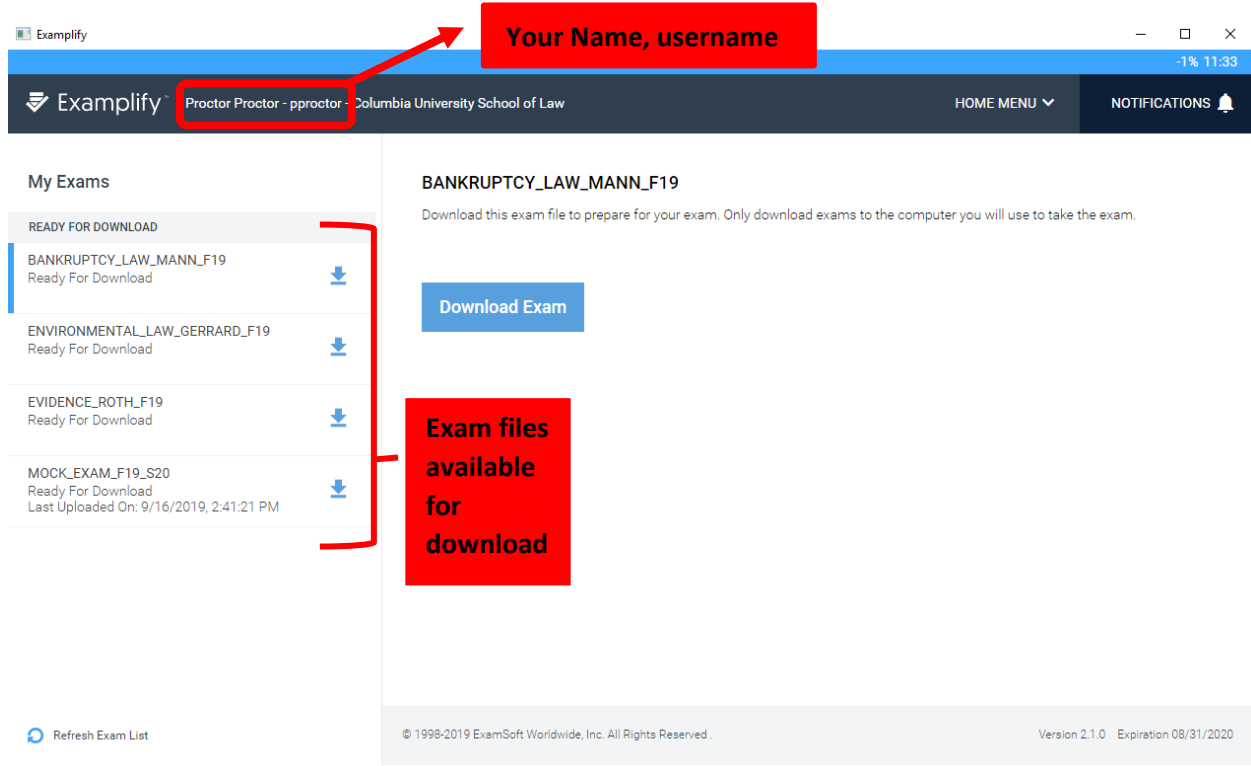 Examplify
Your Name, username
-1% 11:33
Examplify™ Proctor Proctor - pproctor - Columbia University School of Law
HOME MENU
NOTIFICATIONS
My Exams
READY FOR DOWNLOAD
BANKRUPTCY_LAW_MANN_F19
Ready For Download
ENVIRONMENTAL_LAW_GERRARD_F19
Ready For Download
EVIDENCE_ROTH_F19
Ready For Download
MOCK_EXAM_F19_S20
Ready For Download
Last Uploaded On: 9/16/2019, 2:41:21 PM
Refresh Exam List
BANKRUPTCY_LAW_MANN_F19
Download this exam file to prepare for your exam. Only download exams to the computer you will use to take the exam.
Download Exam
Exam files
available
for
download
© 1998-2019 ExamSoft Worldwide, Inc. All Rights Reserved .
Version 2.1.0 Expiration 08/31/2020